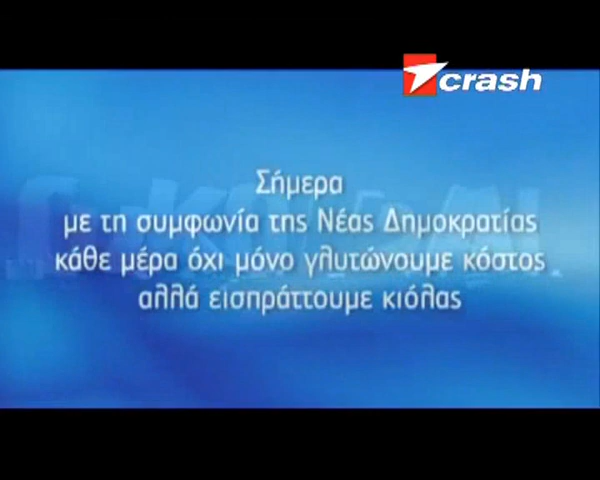 crash
Σήμερα
με τη συμφωνία της Νέας Δημοκρατίας
κάθε μέρα όχι μόνο γλυτώνουμε κόστος
αλλά εισπράττουμε κιόλας